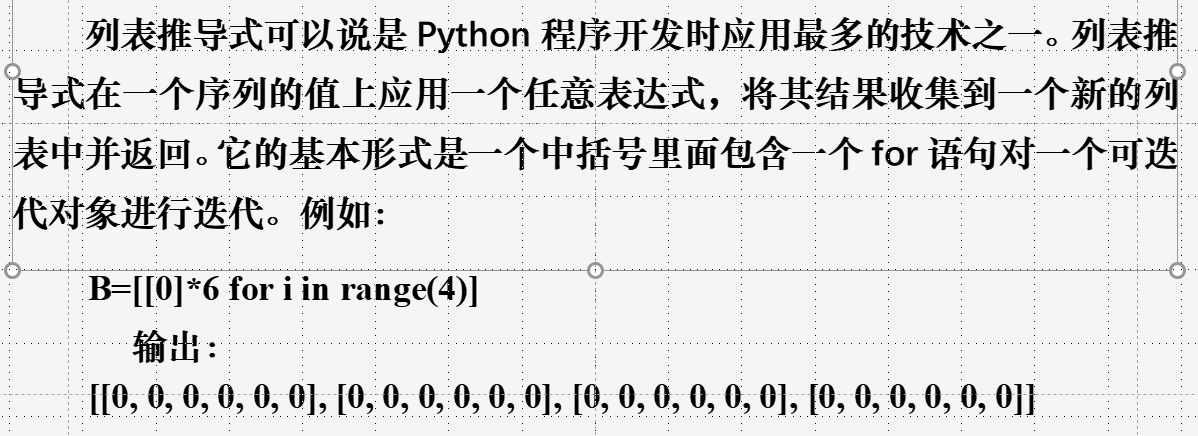 列表推导式可以说是 Python 程序开发时应用最多的技术之一。列表推
导式在一个序列的值上应用一个任意表达式，将其结果收集到一个新的列
表中并返回。它的基本形式是一个中括号里面包含一个 for 语句对一个可迭
代对象进行迭代。例如：
B=[[0]*6 for i in range(4)]
输出：
[[0, 0, 0, 0, 0, 0], [0, 0, 0, 0, 0, 0], [0, 0, 0, 0, 0, 0], [0, 0, 0, 0, 0, 0]]